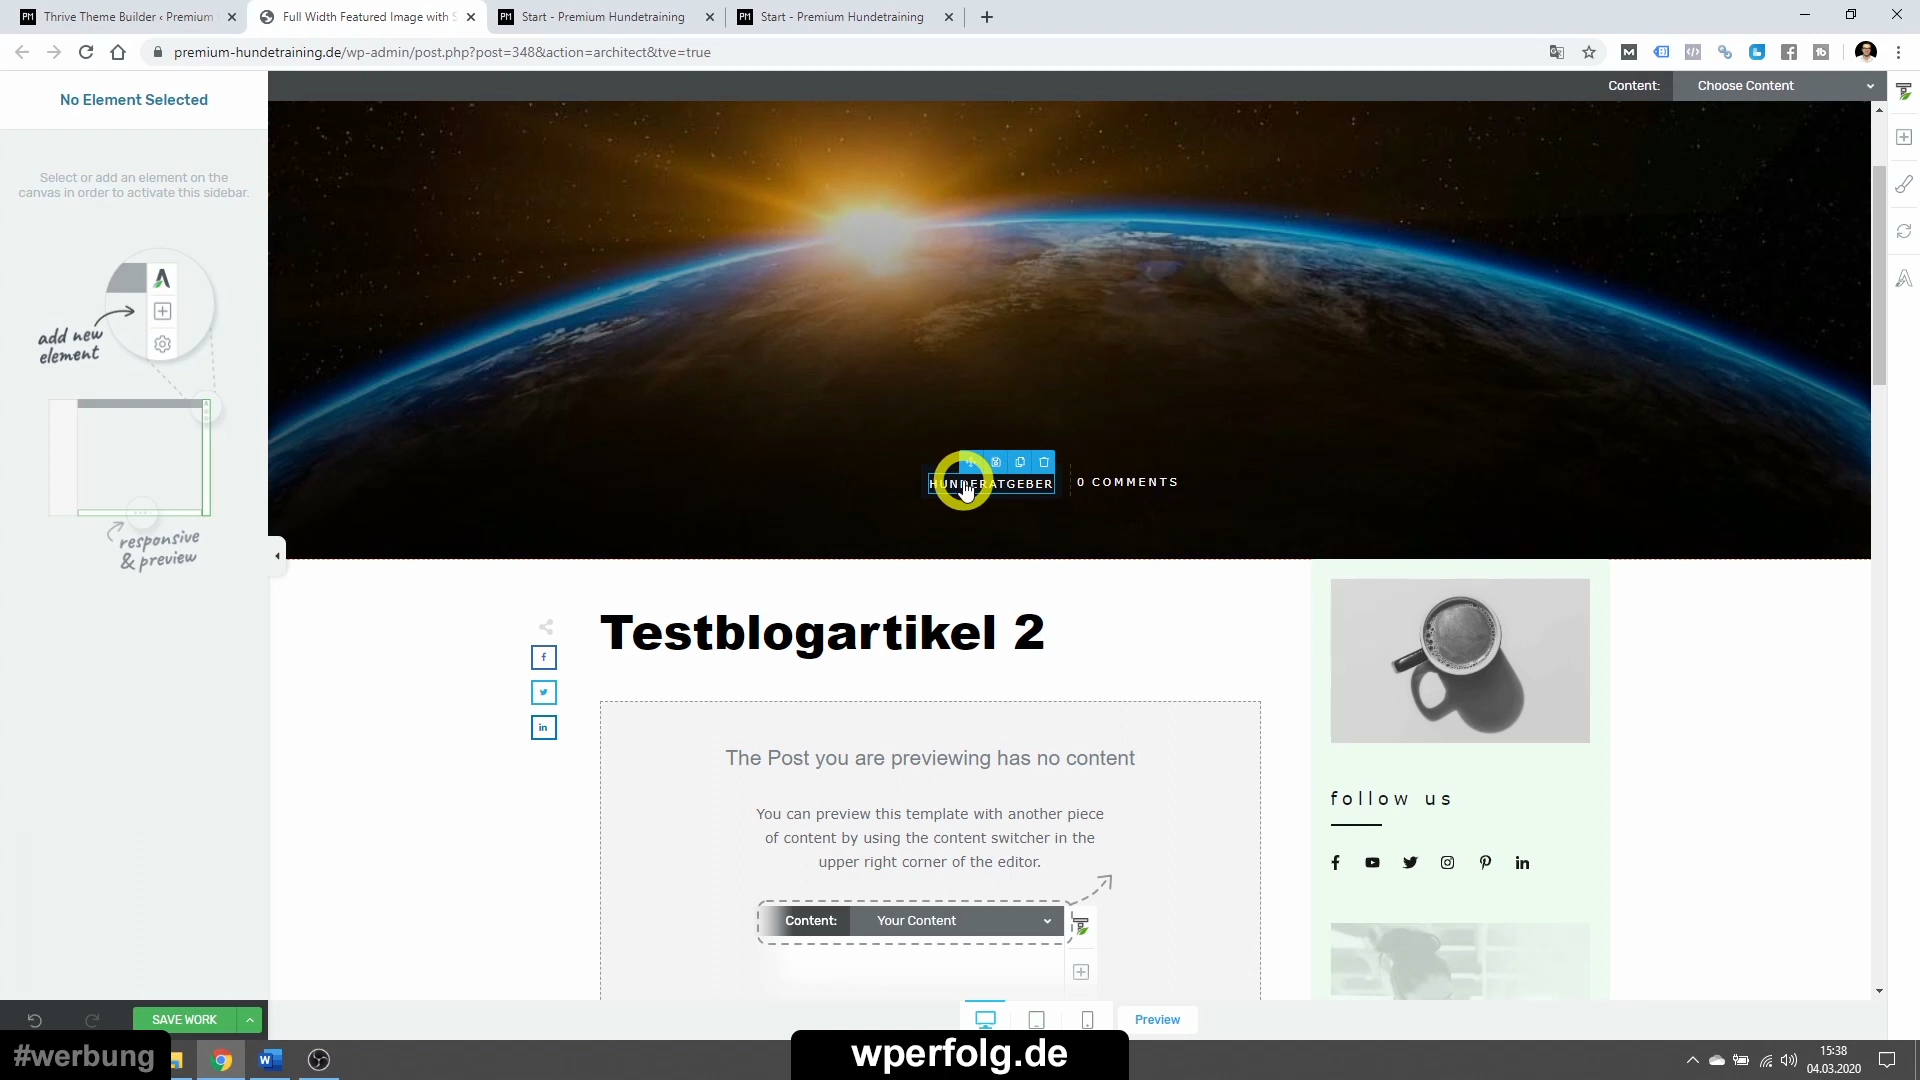 Thrive Theme Builder ‹ Premium
Full Width Featured Image with S
Start - Premium Hundetraining
Start - Premium Hundetraining
premium-hundetraining.de/wp-admin/post.php?post=348&action=architect&tve=true
No Element Selected
Content:
Choose Content
Select or add an element on the
canvas in order to activate this sidebar.
add new
element
responsive
& preview
HUNDERATGEBER
0 COMMENTS
Testblogartikel 2
The Post you are previewing has no content
You can preview this template with another piece
of content by using the content switcher in the
upper right corner of the editor.
Content:
Your Content
follow us
SAVE WORK
Preview
#werbung
wperfolg.de
15:38
04.03.2020